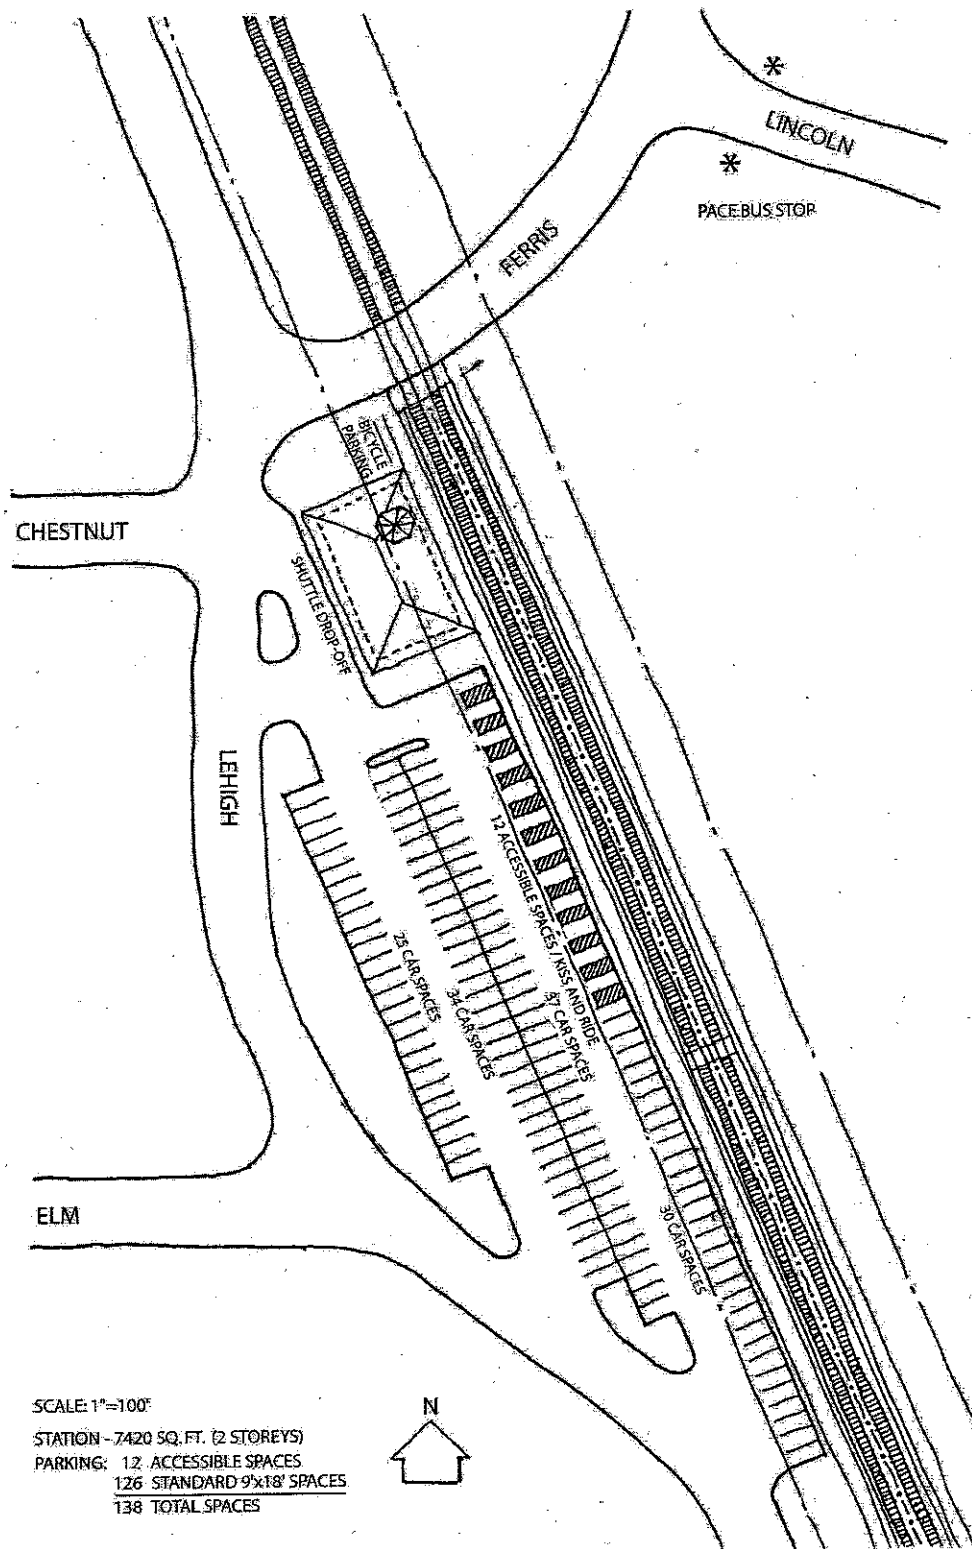 LINCOLN
PACE BUS STOP
FERRIS
BICYCLE
PARKING
CHESTNUT
SHUTTLE DROP-OFF
LEHIGH
12 ACCESSIBLE SPACES / KISS AND RIDE
25 CAR SPACES
34 CAR SPACES
37 CAR SPACES
30 CAR SPACES
ELM
SCALE: 1"=100'
STATION - 7420 SQ. FT. (2 STOREYS)
PARKING: 12 ACCESSIBLE SPACES
126 STANDARD 9'x18' SPACES
138 TOTAL SPACES
N